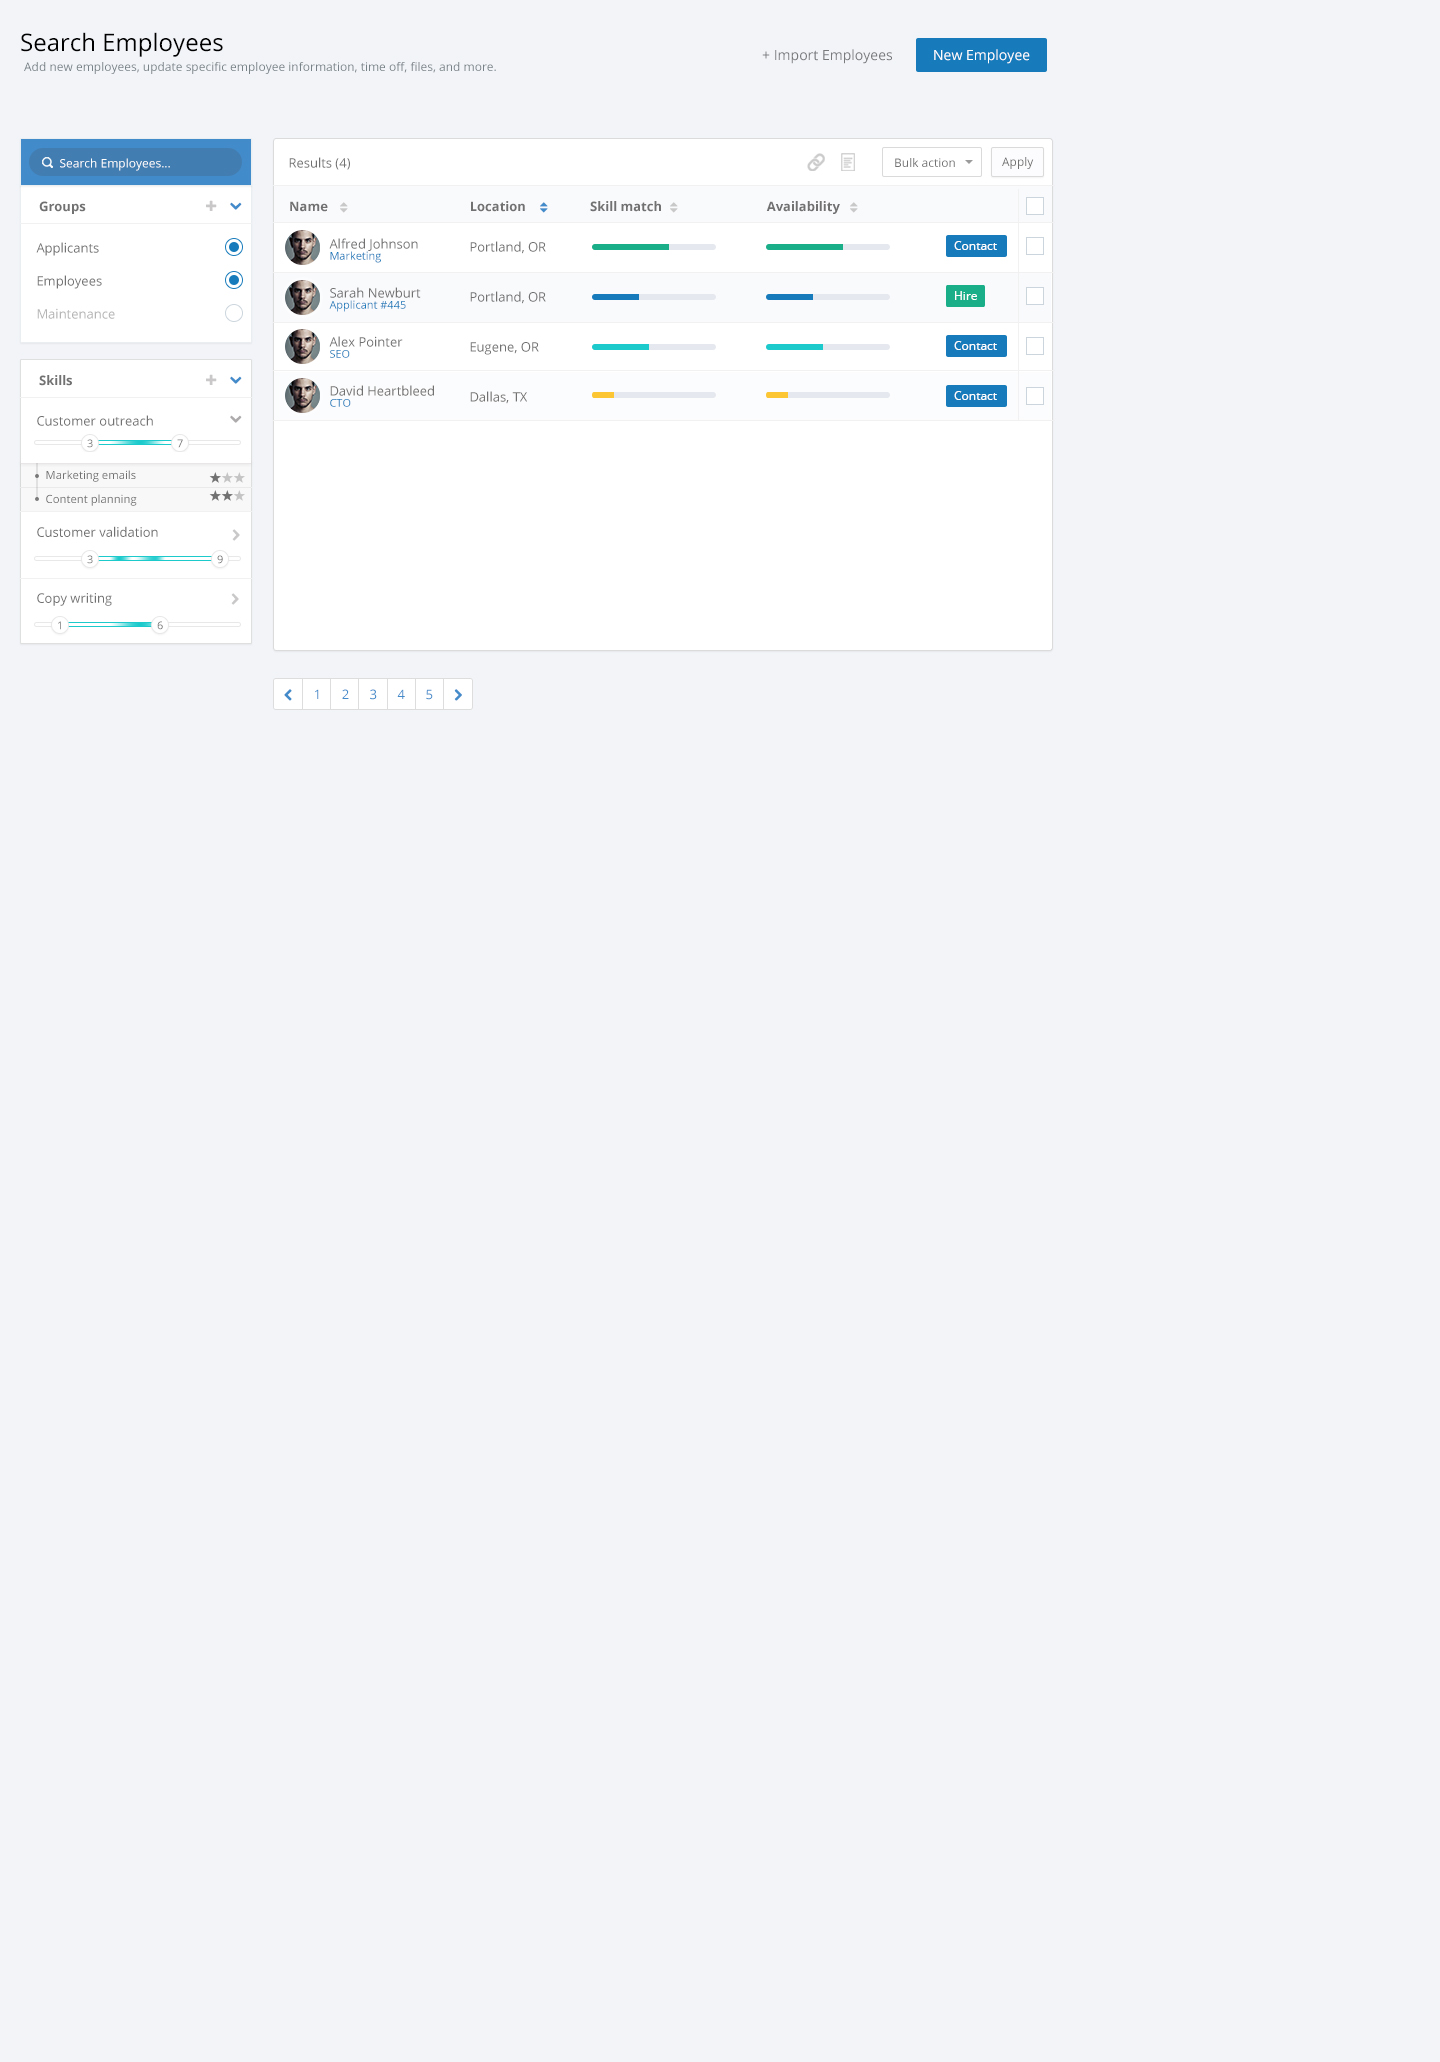 Search Employees
Add new employees, update specific employee information, time off, files, and more.
+ Import Employees
New Employee
Search Employees...
Groups
Applicants
Employees
Maintenance
Skills
Customer outreach
3 7
Marketing emails
Content planning
Customer validation
3 9
Copy writing
1 6
Results (4)
Bulk action
Apply
Name Location Skill match Availability
Alfred Johnson
Marketing
Portland, OR
Contact
Sarah Newburt
Applicant #445
Portland, OR
Hire
Alex Pointer
SEO
Eugene, OR
Contact
David Heartbleed
CTO
Dallas, TX
Contact
1 2 3 4 5